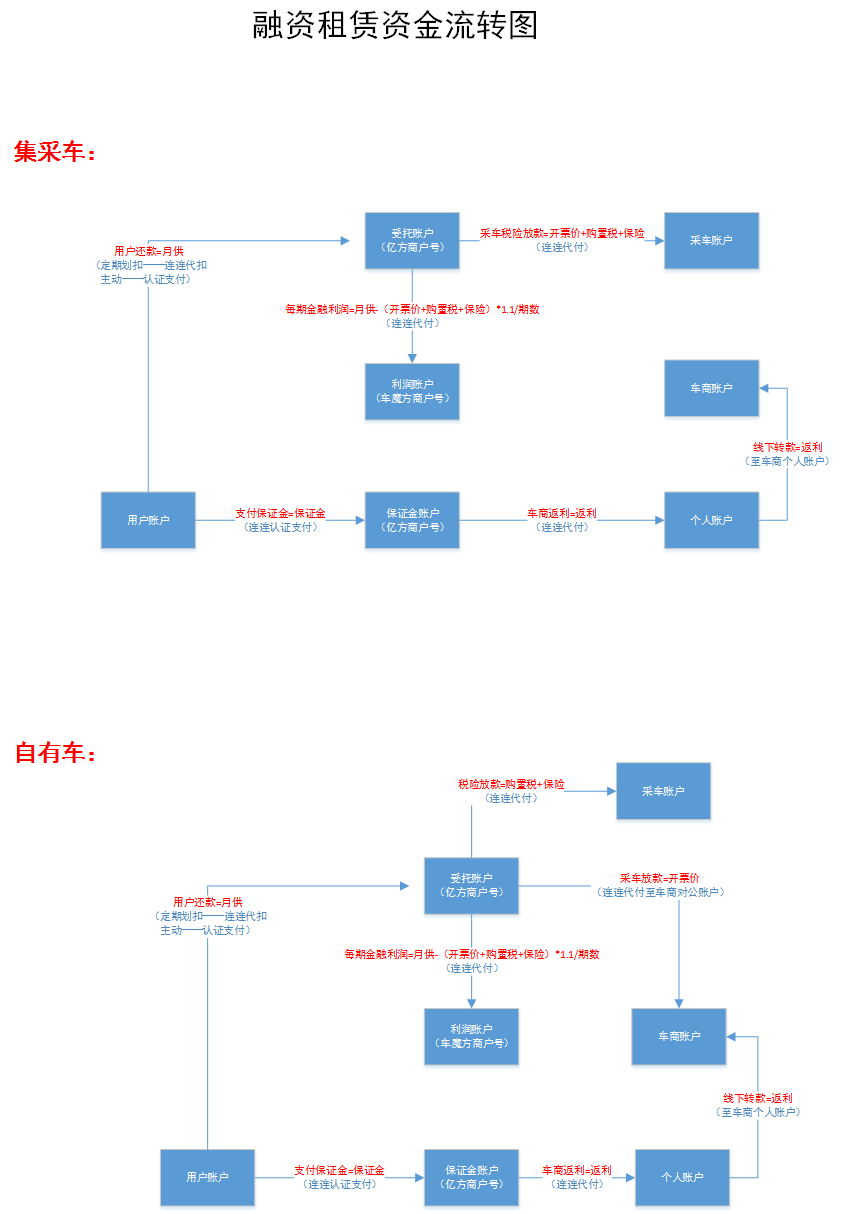 融资租赁资金流转图
集采车：
受托账户
（亿方商户号）
采车税险放款=开票价+购置税+保险
（连连代付）
采车账户
用户还款=月供
（定期划扣——连连代扣
主动——认证支付）
每期金融利润=月供-（开票价+购置税+保险）*1.1/期数
（连连代付）
利润账户
（车魔方商户号）
车商账户
线下转款=返利
（至车商个人账户）
用户账户
支付保证金=保证金
（连连认证支付）
保证金账户
（亿方商户号）
车商返利=返利
（连连代付）
个人账户
自有车：
税险放款=购置税+保险
（连连代付）
采车账户
受托账户
（亿方商户号）
采车放款=开票价
（连连代付至车商对公账户）
用户还款=月供
（定期划扣——连连代扣
主动——认证支付）
每期金融利润=月供-（开票价+购置税+保险）*1.1/期数
（连连代付）
利润账户
（车魔方商户号）
车商账户
线下转款=返利
（至车商个人账户）
用户账户
支付保证金=保证金
（连连认证支付）
保证金账户
（亿方商户号）
车商返利=返利
（连连代付）
个人账户